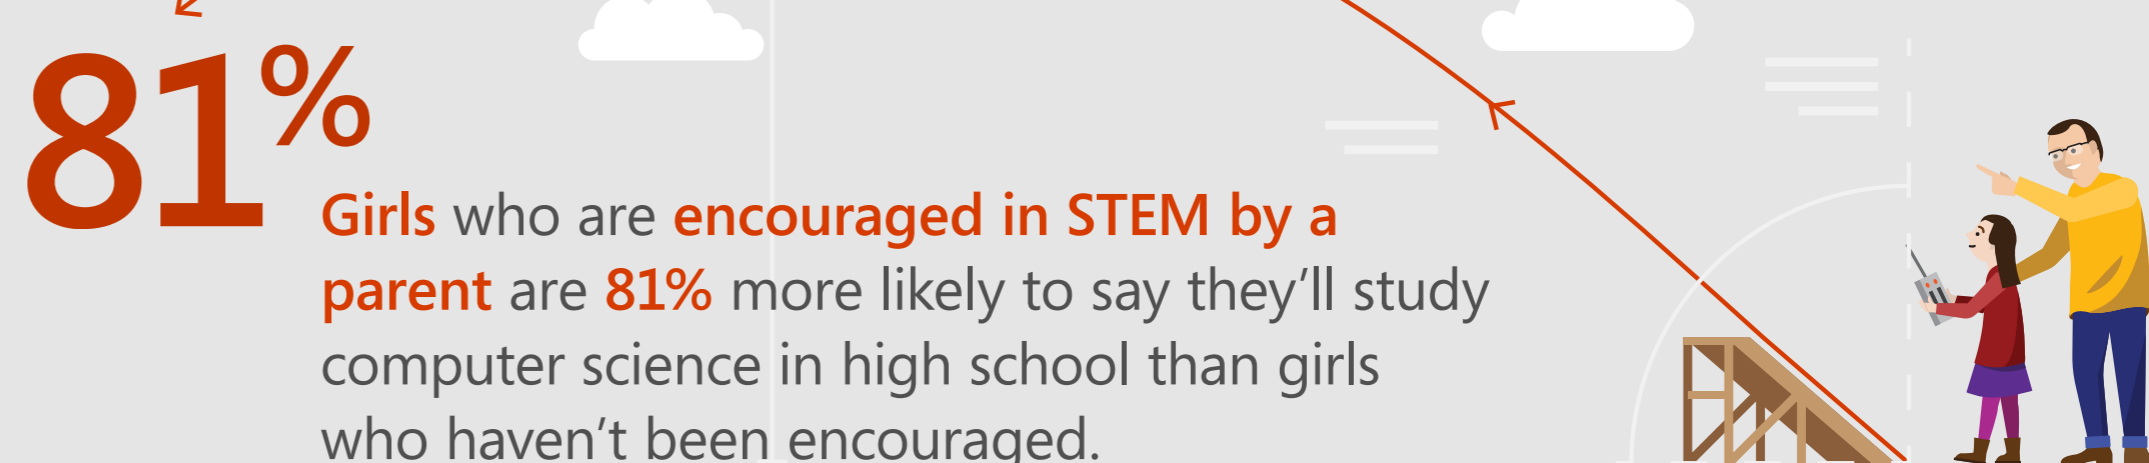 81%
Girls who are encouraged in STEM by a
parent are 81% more likely to say they’ll study
computer science in high school than girls
who haven’t been encouraged.